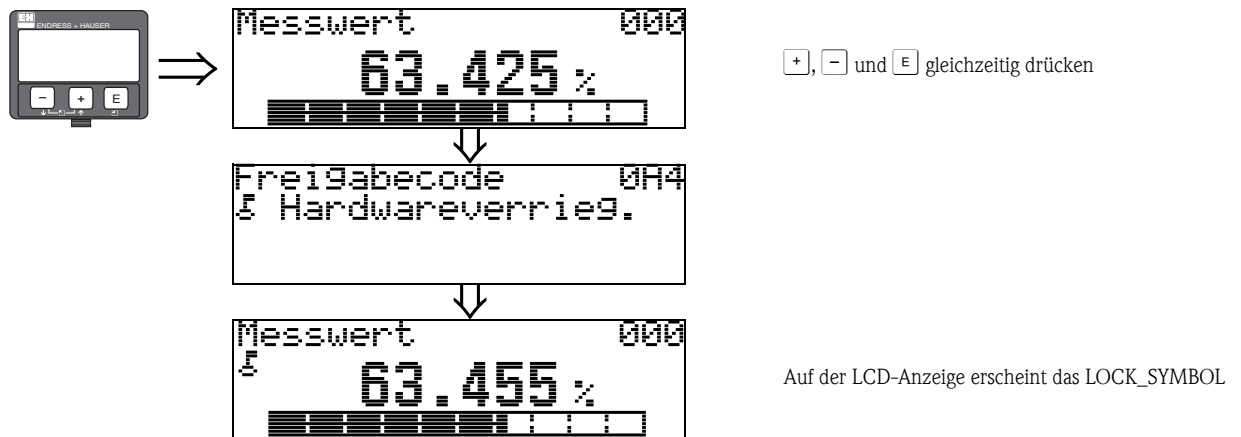 E+H
ENDRESS + HAUSER
- + E
Messwert 000
63.425 %
+, - und E gleichzeitig drücken
Freigabecode 0A4
Hardwareverrieg.
Messwert 000
63.455 %
Auf der LCD-Anzeige erscheint das LOCK_SYMBOL